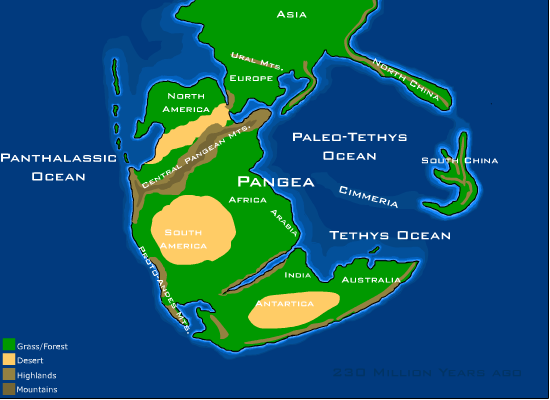 Asia
Ural Mts.
Europe
North China
North
America
Paleo-Tethys
Ocean
Panthalassic
Ocean
Central Pangean Mts.
South China
Pangea
Cimmeria
Africa
Arabia
South
America
Tethys Ocean
Proto-Andes Mts.
India
Australia
Antartica
Grass/Forest
Desert
Highlands
Mountains
230 Million years ago